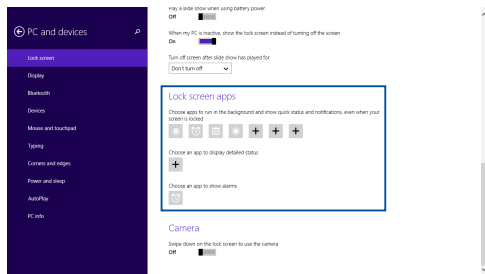 PC and devices
Lock screen
Display
Bluetooth
Devices
Mouse and touchpad
Typing
Corners and edges
Power and sleep
AutoPlay
PC info
Play a slide show when using battery power
Off
When my PC is inactive, show the lock screen instead of turning off the screen
On
Turn off screen after slide show has played for
Don't turn off
Lock screen apps
Choose apps to run in the background and show quick status and notifications, even when your
screen is locked
Choose an app to display detailed status
Choose an app to show alarms
Camera
Swipe down on the lock screen to use the camera
Off